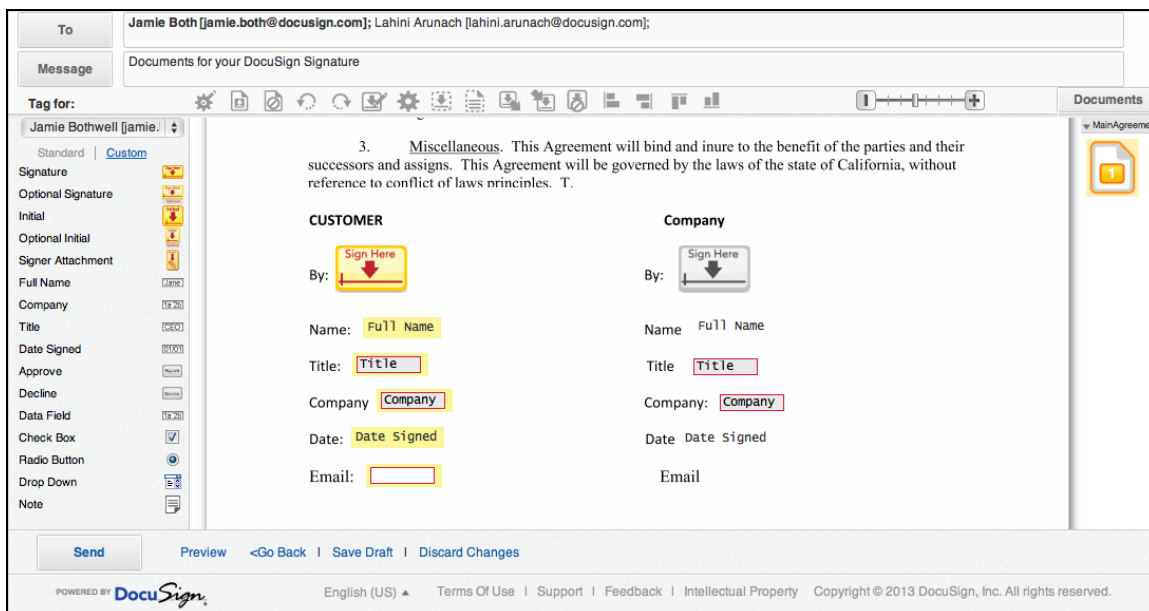 To
Jamie Both [jamie.both@docusign.com]; Lahini Arunach [lahini.arunach@docusign.com];
Message
Documents for your DocuSign Signature
Tag for:
Documents
Jamie Bothwell [jamie.
MainAgreeme
Standard | Custom
Signature
Optional Signature
Initial
Optional Initial
Signer Attachment
Full Name
Company
Title
Date Signed
Approve
Decline
Data Field
Check Box
Radio Button
Drop Down
Note
1
3. Miscellaneous. This Agreement will bind and inure to the benefit of the parties and their
successors and assigns. This Agreement will be governed by the laws of the state of California, without
reference to conflict of laws principles. T.
CUSTOMER
By: Sign Here
Name: Full Name
Title: Title
Company Company
Date: Date Signed
Email:
Company
By: Sign Here
Name Full Name
Title Title
Company: Company
Date Date Signed
Email
Send Preview <Go Back | Save Draft | Discard Changes
POWERED BY DocuSign. English (US) Terms Of Use | Support | Feedback | Intellectual Property Copyright © 2013 DocuSign, Inc. All rights reserved.